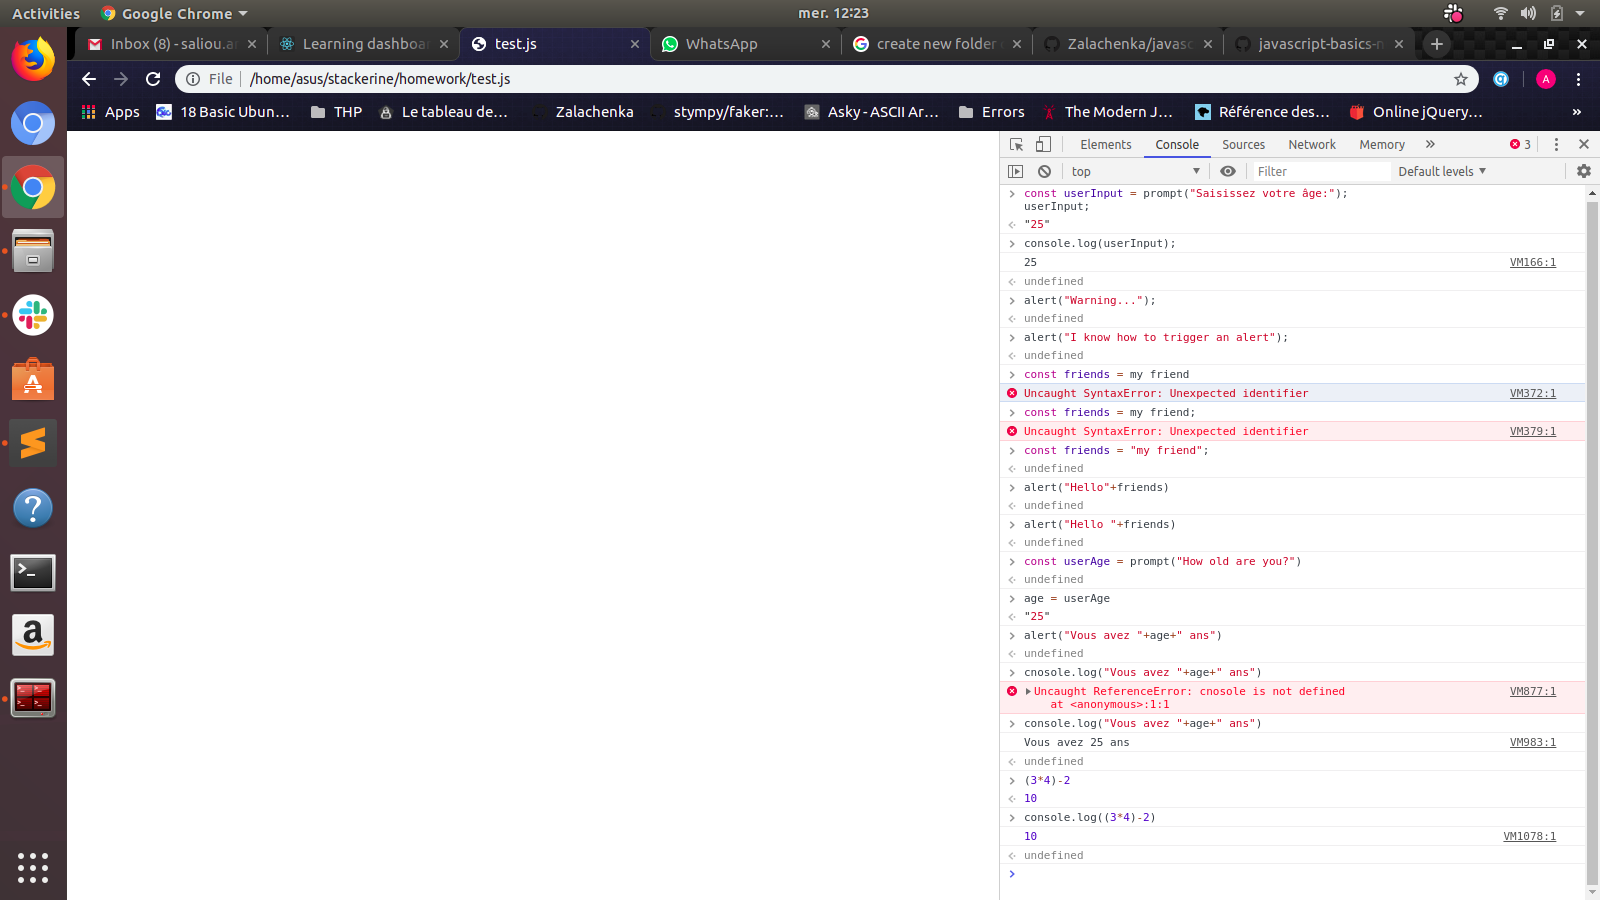 Activities
Google Chrome
mer. 12:23
Inbox (8) - saliou.ar
Learning dashboar
test.js
WhatsApp
create new folder
Zalachenka/javasc
javascript-basics-m
File
/home/asus/stackerine/homework/test.js
A
Apps
18 Basic Ubun...
THP
Le tableau de...
Zalachenka
stympy/faker:...
Asky - ASCII Ar...
Errors
The Modern J...
Référence des...
Online jQuery...
»
Elements
Console
Sources
Network
Memory
»
3
top
Filter
Default levels
const userInput = prompt("Saisissez votre âge:");
userInput;
"25"
console.log(userInput);
25
VM166:1
undefined
alert("Warning...");
undefined
alert("I know how to trigger an alert");
undefined
const friends = my friend
Uncaught SyntaxError: Unexpected identifier
VM372:1
const friends = my friend;
Uncaught SyntaxError: Unexpected identifier
VM379:1
const friends = "my friend";
undefined
alert("Hello"+friends)
undefined
alert("Hello "+friends)
undefined
const userAge = prompt("How old are you?")
undefined
age = userAge
"25"
alert("Vous avez "+age+" ans")
undefined
cnosole.log("Vous avez "+age+" ans")
Uncaught ReferenceError: cnosole is not defined
VM877:1
at <anonymous>:1:1
console.log("Vous avez "+age+" ans")
Vous avez 25 ans
VM983:1
undefined
(3*4)-2
10
console.log((3*4)-2)
10
VM1078:1
undefined